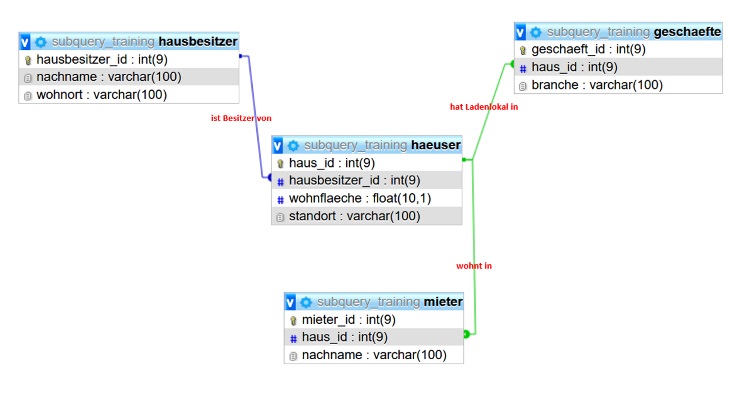 subquery_training hausbesitzer
hausbesitzer_id : int(9)
nachname : varchar(100)
wohnort : varchar(100)
subquery_training geschaefte
geschaeft_id : int(9)
haus_id : int(9)
branche : varchar(100)
hat Ladenlokal in
ist Besitzer von
subquery_training haeuser
haus_id : int(9)
hausbesitzer_id : int(9)
wohnflaeche : float(10,1)
standort : varchar(100)
wohnt in
subquery_training mieter
mieter_id : int(9)
haus_id : int(9)
nachname : varchar(100)